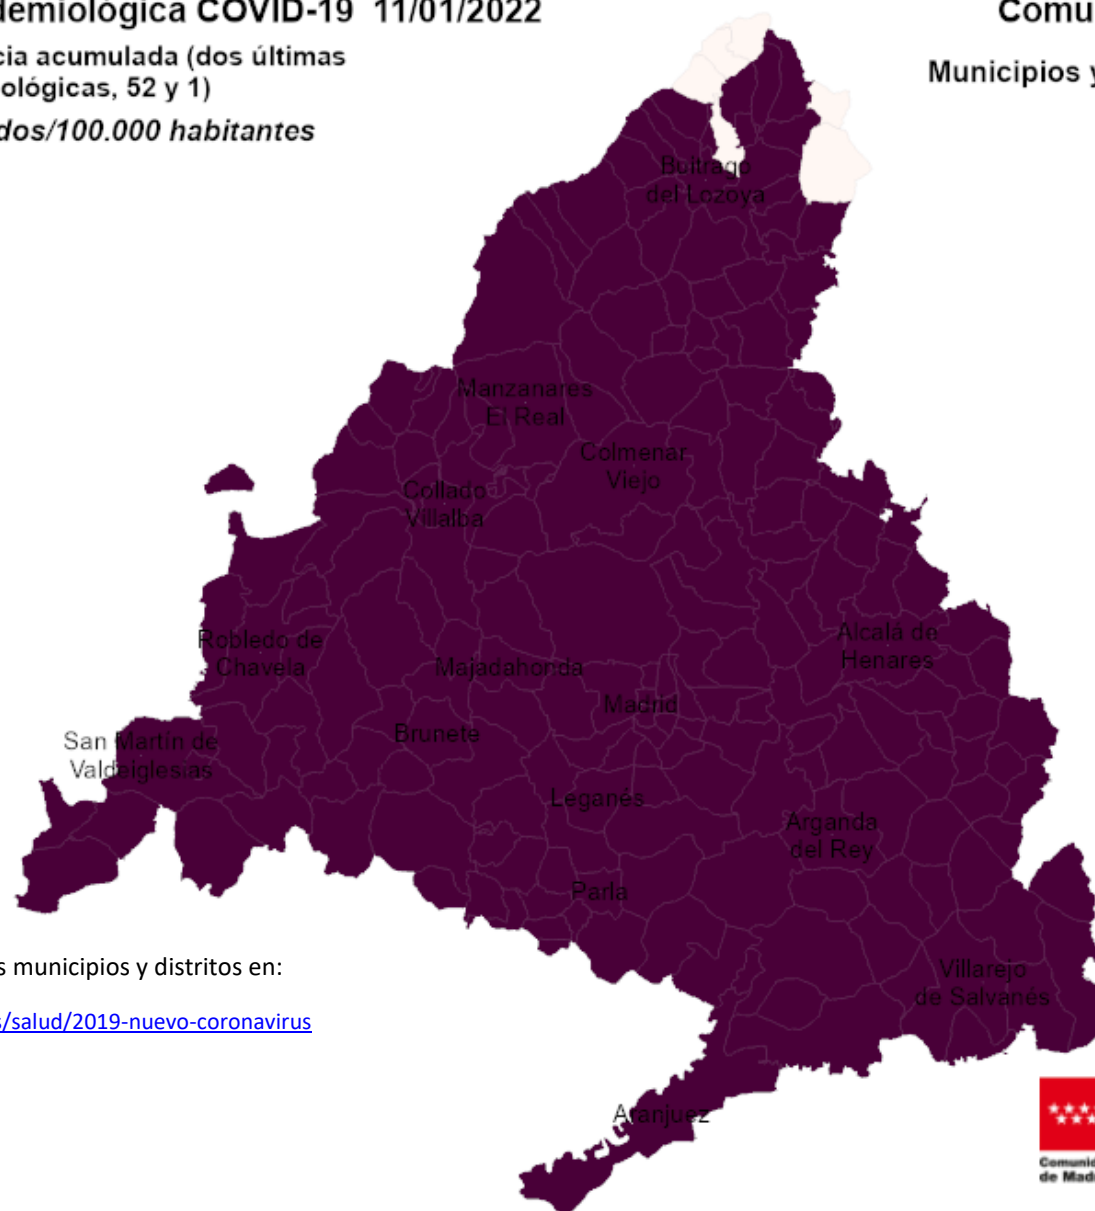 demiológica COVID-19 11/01/2022
Comu
cia acumulada (dos últimas
ológicas, 52 y 1)
Municipios y
dos/100.000 habitantes
Buitrago
del Lozoya
Manzanares
El Real
Colmenar
Viejo
Collado
Villalba
Robledo de
Chavela
Majadahonda
Alcalá de
Henares
Madrid
San Martín de
Valdeiglesias
Brunete
Leganés
Arganda
del Rey
Parla
s municipios y distritos en:
Villarejo
de Salvanés
s/salud/2019-nuevo-coronavirus
Aranjuez
Comunid
de Mad